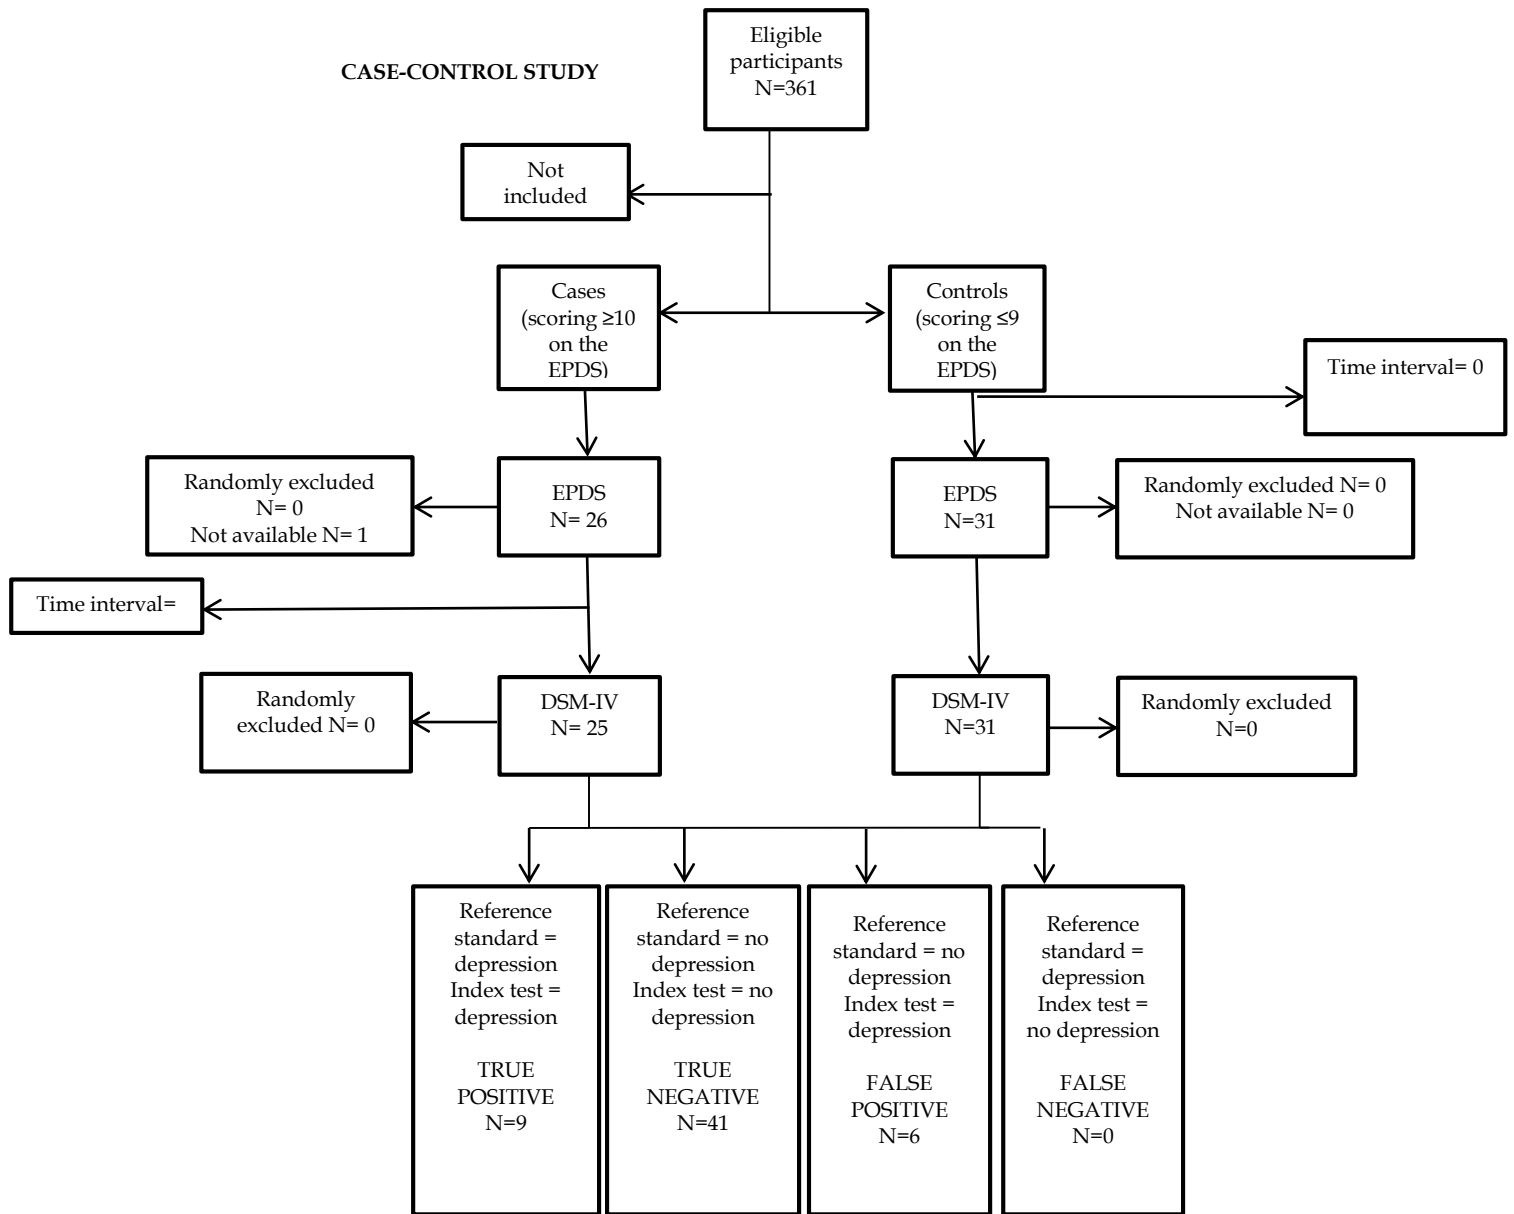 Eligible
participants
N=361
CASE-CONTROL STUDY
Not
included
Cases
(scoring ≥10
on the
EPDS)
Controls
(scoring ≤9
on the
EPDS)
Time interval= 0
Randomly excluded
N= 0
Not available N= 1
EPDS
N= 26
EPDS
N=31
Randomly excluded N= 0
Not available N= 0
Time interval=
Randomly
excluded N= 0
DSM-IV
N= 25
DSM-IV
N=31
Randomly excluded
N=0
Reference
standard =
depression
Index test =
depression
TRUE
POSITIVE
N=9
Reference
standard = no
depression
Index test = no
depression
TRUE
NEGATIVE
N=41
Reference
standard = no
depression
Index test =
depression
FALSE
POSITIVE
N=6
Reference
standard =
depression
Index test =
no depression
FALSE
NEGATIVE
N=0